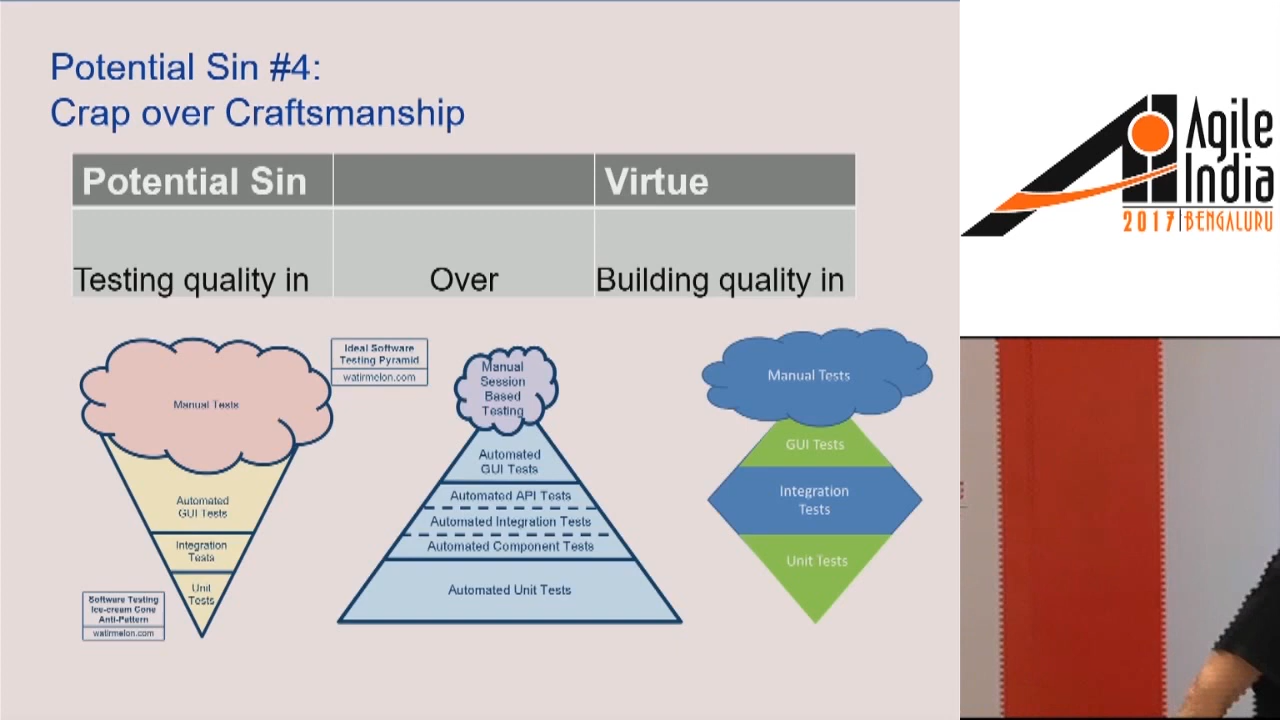 Potential Sin #4:
Crap over Craftsmanship
Potential Sin
Virtue
Testing quality in
Over
Building quality in
Manual Tests
Automated
GUI Tests
Integration
Tests
Unit
Tests
Software Testing
Ice-cream Cone
Anti-Pattern
watirmelon.com
Ideal Software
Testing Pyramid
watirmelon.com
Manual
Session
Based
Testing
Automated
GUI Tests
Automated API Tests
Automated Integration Tests
Automated Component Tests
Automated Unit Tests
Manual Tests
GUI Tests
Integration
Tests
Unit Tests
Agile
India
2017 BENGALURU